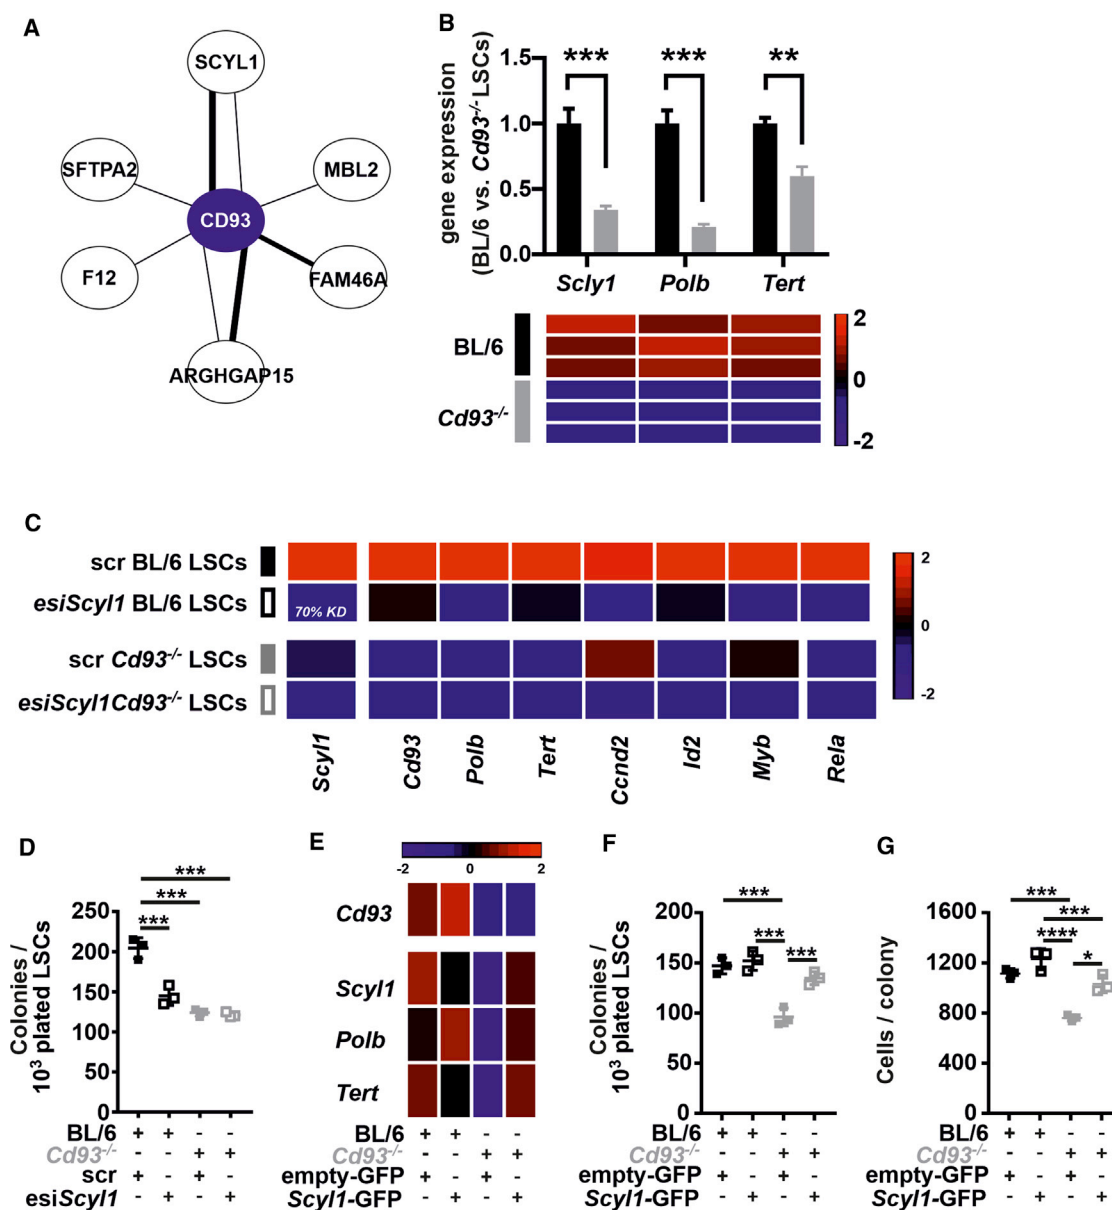 A
SCYL1
SFTPA2
MBL2
CD93
F12
FAM46A
ARGHGAP15
B
gene expression
(BL/6 vs. Cd93-/- LSCs)
1.5
1.0
0.5
0.0
***
***
**
Scly1
Polb
Tert
BL/6
Cd93-/-
2
0
-2
C
scr BL/6 LSCs
esiScyl1 BL/6 LSCs
70% KD
scr Cd93-/- LSCs
esiScyl1Cd93-/- LSCs
2
0
-2
Scyl1
Cd93
Polb
Tert
Ccnd2
Id2
Myb
Rela
D
Colonies /
10³ plated LSCs
250
200
150
100
50
0
***
***
***
BL/6 + + - -
Cd93-/- - - + +
scr + - + -
esiScyl1 - + - +
E
-2 0 2
Cd93
Scyl1
Polb
Tert
BL/6 + + - -
Cd93-/- - - + +
empty-GFP + - + -
Scyl1-GFP - + - +
F
Colonies /
10³ plated LSCs
200
150
100
50
0
***
***
***
BL/6 + + - -
Cd93-/- - - + +
empty-GFP + - + -
Scyl1-GFP - + - +
G
Cells / colony
1600
1200
800
400
0
***
***
****
*
BL/6 + + - -
Cd93-/- - - + +
empty-GFP + - + -
Scyl1-GFP - + - +